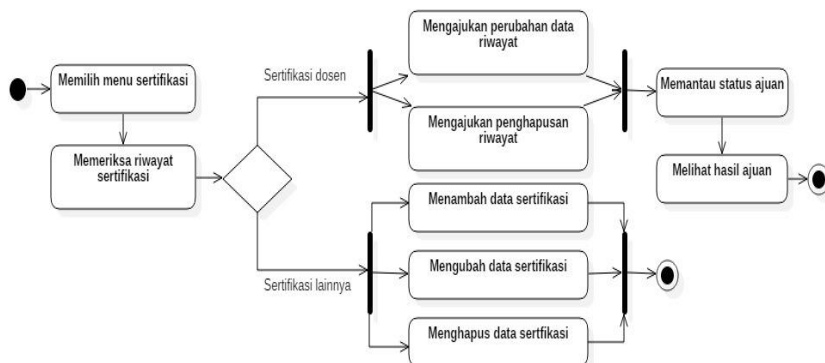 Memilih menu sertifikasi
Memeriksa riwayat
sertifikasi
Sertifikasi dosen
Sertifikasi lainnya
Mengajukan perubahan data
riwayat
Mengajukan penghapusan
riwayat
Menambah data sertifikasi
Mengubah data sertifikasi
Menghapus data sertfikasi
Memantau status ajuan
Melihat hasil ajuan